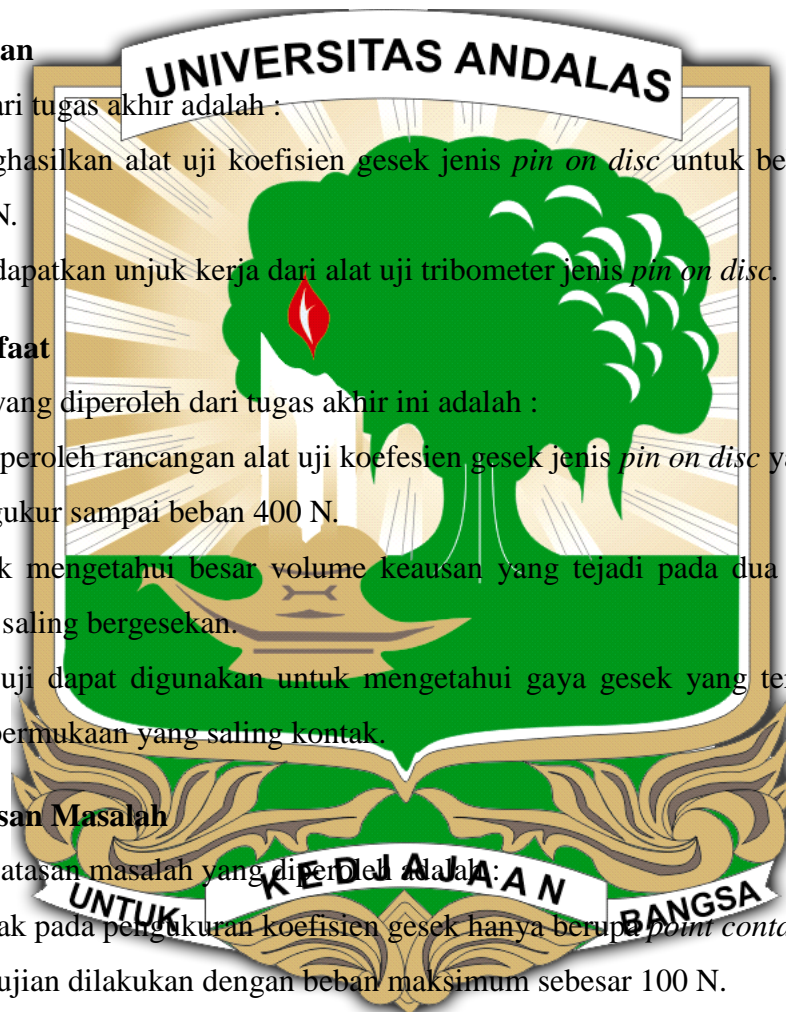 UNIVERSITAS ANDALAS
an
ari tugas akhir adalah :
ghasilkan alat uji koefisien gesek jenis pin on disc untuk be
N.
dapatkan unjuk kerja dari alat uji tribometer jenis pin on disc.
faat
yang diperoleh dari tugas akhir ini adalah :
peroleh rancangan alat uji koefesien gesek jenis pin on disc ya
gukur sampai beban 400 N.
k mengetahui besar volume keausan yang tejadi pada dua
saling bergesekan.
uji dapat digunakan untuk mengetahui gaya gesek yang ter
permukaan yang saling kontak.
san Masalah
atasan masalah yang diperoleh adalah :
UNTUK KEDJAJAAN BANGSA
ak pada pengukuran koefisien gesek hanya berupa point conta
ujian dilakukan dengan beban maksimum sebesar 100 N.